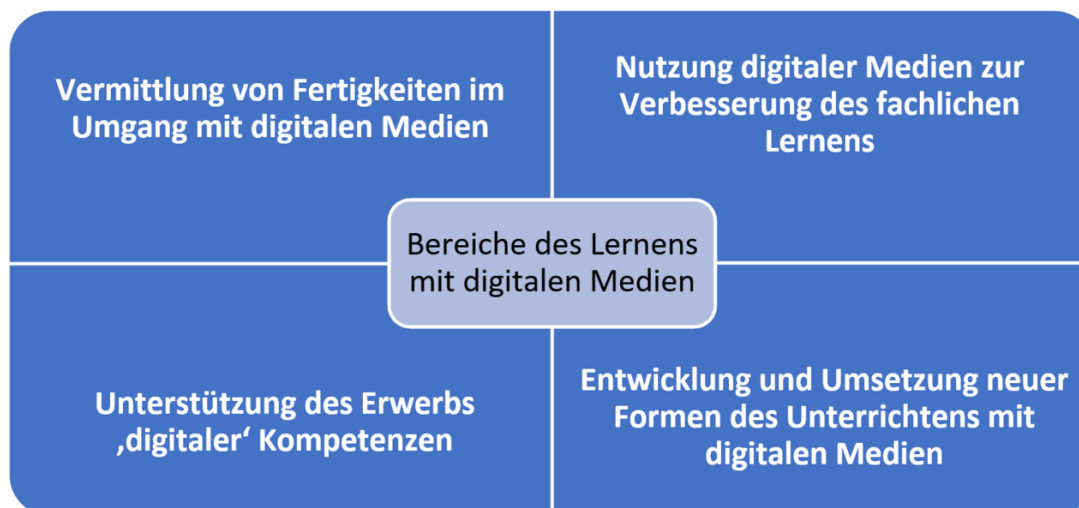 Vermittlung von Fertigkeiten im
Umgang mit digitalen Medien
Nutzung digitaler Medien zur
Verbesserung des fachlichen
Lernens
Bereiche des Lernens
mit digitalen Medien
Unterstützung des Erwerbs
‚digitaler‘ Kompetenzen
Entwicklung und Umsetzung neuer
Formen des Unterrichtens mit
digitalen Medien